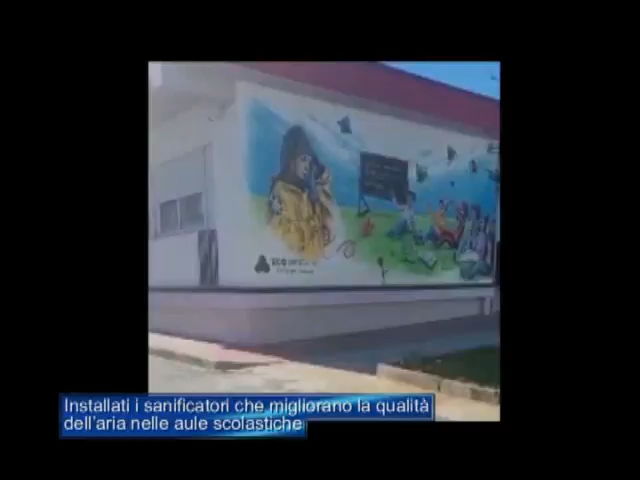 Installati i sanificatori che migliorano la qualità
dell'aria nelle aule scolastiche